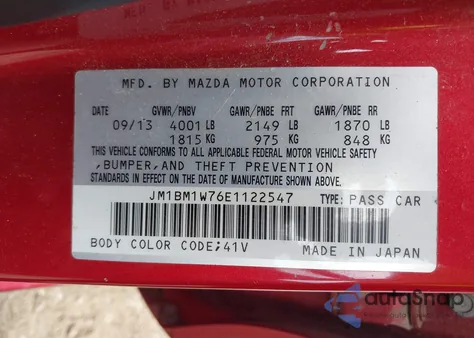 MFD. BY MAZDA MOTOR CORPORATION
DATE GVWR/PNBV GAWR/PNBE FRT GAWR/PNBE RR
09/13 4001 LB 2149 LB 1870 LB
1815 KG 975 KG 848 KG
THIS VEHICLE CONFORMS TO ALL APPLICABLE FEDERAL MOTOR VEHICLE SAFETY
,BUMPER,AND THEFT PREVENTION
STANDARDS IN EFFECT ON THE DATE OF MANUFACTURE SHOWN ABOVE.
JM1BM1W76E1122547 TYPE: PASS CAR
BODY COLOR CODE;41V MADE IN JAPAN
autoSnap